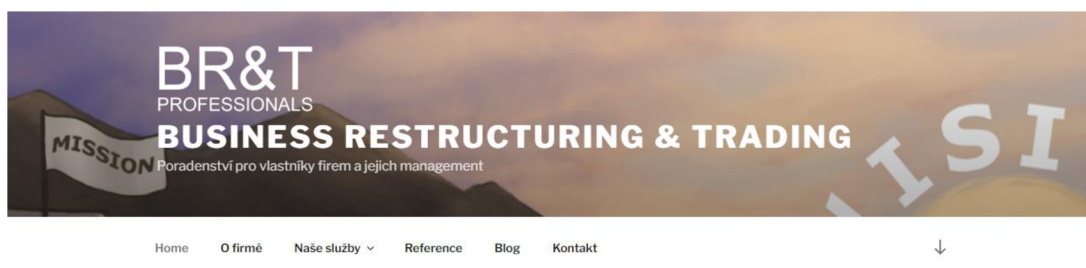 BR&T
PROFESSIONALS
BUSINESS RESTRUCTURING & TRADING
Poradenství pro vlastníky firem a jejich management
MISSION
VISI
Home O firmě Naše služby Reference Blog Kontakt